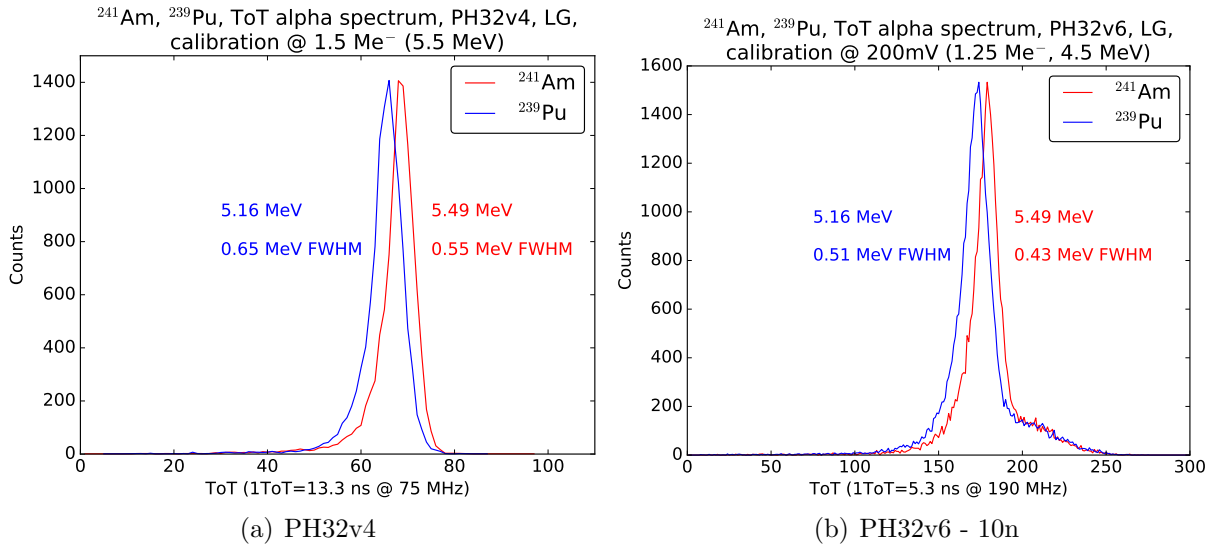 ²⁴¹Am, ²³⁹Pu, ToT alpha spectrum, PH32v4, LG,
calibration @ 1.5 Me⁻ (5.5 MeV)
1400
1200
1000
800
600
400
200
0
Counts
²⁴¹Am
²³⁹Pu
5.16 MeV
0.65 MeV FWHM
5.49 MeV
0.55 MeV FWHM
0 20 40 60 80 100
ToT (1ToT=13.3 ns @ 75 MHz)
(a) PH32v4
²⁴¹Am, ²³⁹Pu, ToT alpha spectrum, PH32v6, LG,
calibration @ 200mV (1.25 Me⁻, 4.5 MeV)
1600
1400
1200
1000
800
600
400
200
0
Counts
²⁴¹Am
²³⁹Pu
5.16 MeV
0.51 MeV FWHM
5.49 MeV
0.43 MeV FWHM
0 50 100 150 200 250 300
ToT (1ToT=5.3 ns @ 190 MHz)
(b) PH32v6 - 10n